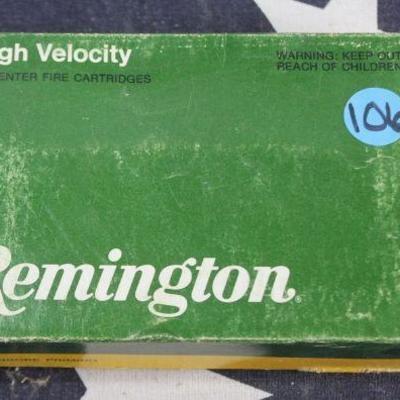 gh Velocity
ENTER FIRE CARTRIDGES
WARNING: KEEP OUT
REACH OF CHILDREN
106
Remington